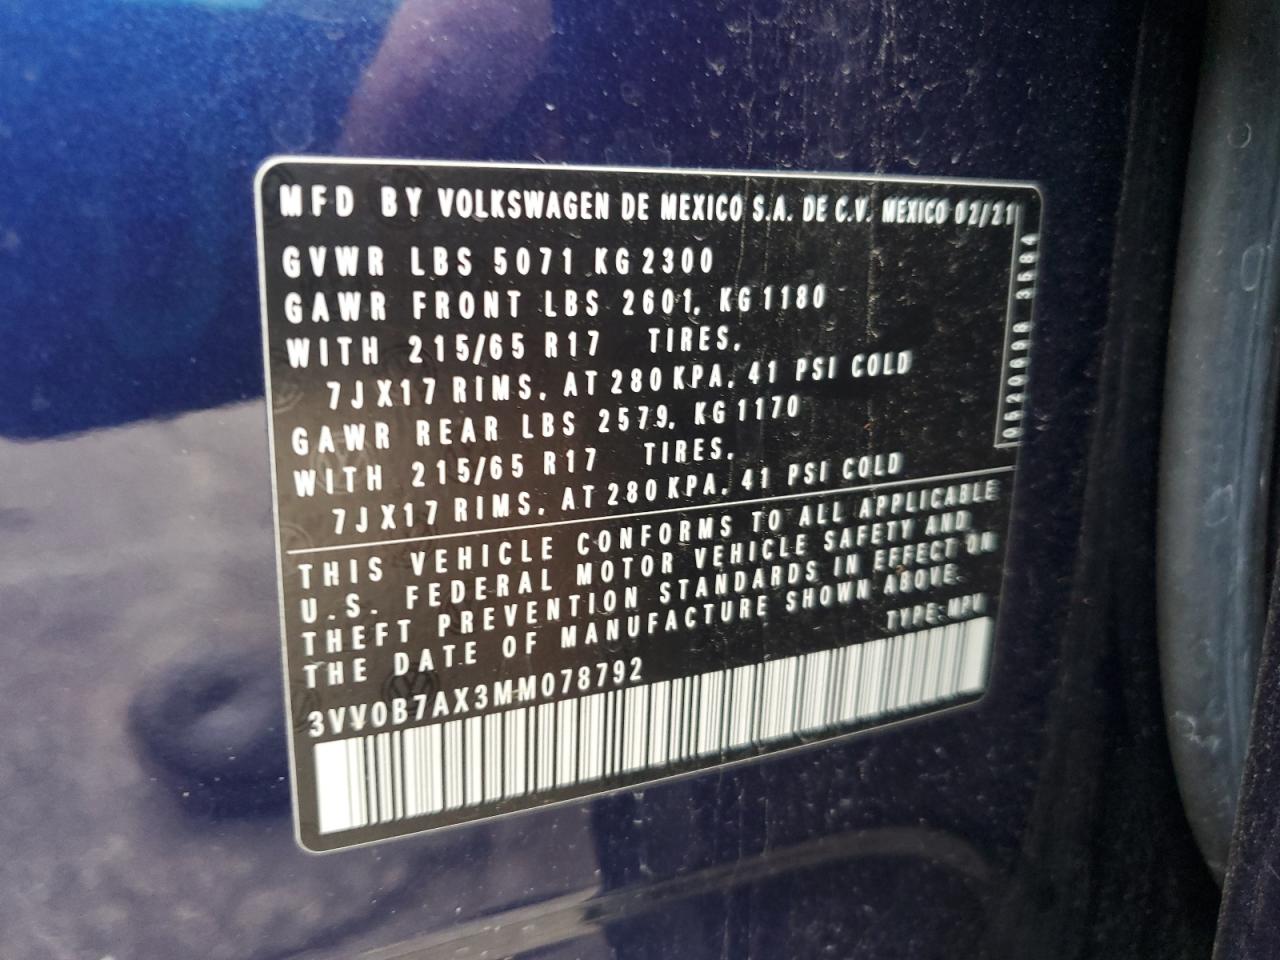 MFD BY VOLKSWAGEN DE MEXICO S.A. DE C.V. MEXICO 02/21
GVWR LBS 5071 KG 2300
GAWR FRONT LBS 2601, KG 1180
WITH 215/65 R17 TIRES,
7JX17 RIMS, AT 280 KPA, 41 PSI COLD
GAWR REAR LBS 2579, KG 1170
WITH 215/65 R17 TIRES,
7JX17 RIMS, AT 280 KPA, 41 PSI COLD
THIS VEHICLE CONFORMS TO ALL APPLICABLE
U.S. FEDERAL MOTOR VEHICLE SAFETY AND
THEFT PREVENTION STANDARDS IN EFFECT ON
THE DATE OF MANUFACTURE SHOWN ABOVE.
TYPE: MPV
3VV0B7AX3MM078792